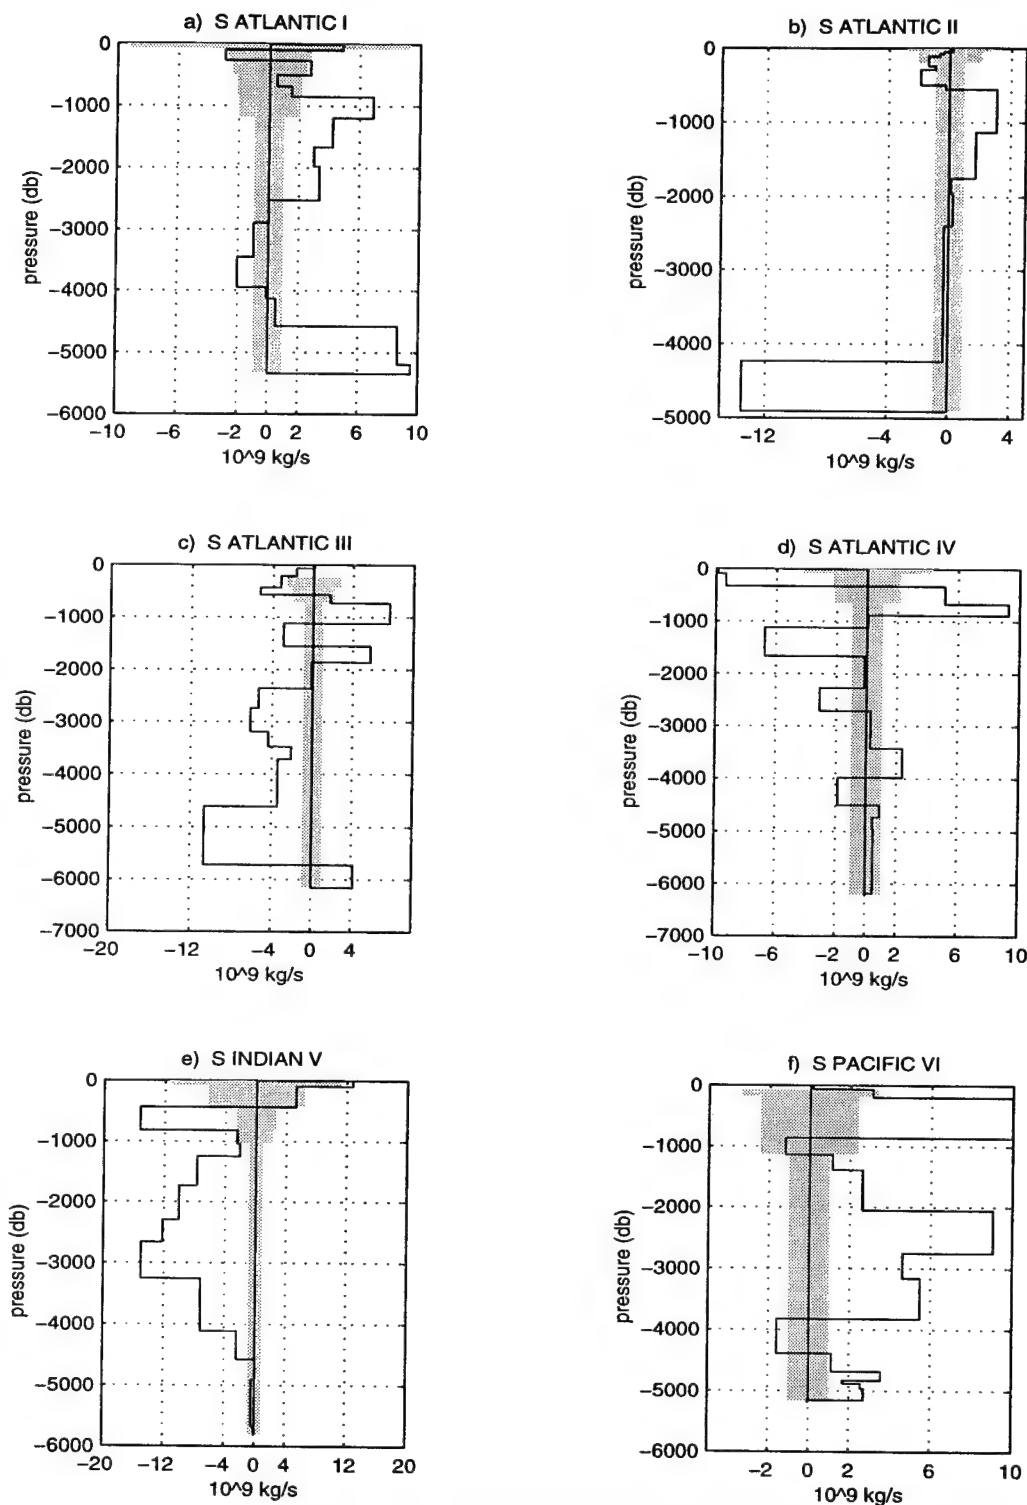 a) S ATLANTIC I
0
−1000
−2000
−3000
−4000
−5000
−6000
pressure (db)
−10 −6 −2 0 2 6 10
10^9 kg/s
b) S ATLANTIC II
0
−1000
−2000
−3000
−4000
−5000
pressure (db)
−12 −4 0 4
10^9 kg/s
c) S ATLANTIC III
0
−1000
−2000
−3000
−4000
−5000
−6000
−7000
pressure (db)
−20 −12 −4 0 4
10^9 kg/s
d) S ATLANTIC IV
0
−1000
−2000
−3000
−4000
−5000
−6000
−7000
pressure (db)
−10 −6 −2 0 2 6 10
10^9 kg/s
e) S INDIAN V
0
−1000
−2000
−3000
−4000
−5000
−6000
pressure (db)
−20 −12 −4 0 4 12 20
10^9 kg/s
f) S PACIFIC VI
0
−1000
−2000
−3000
−4000
−5000
−6000
pressure (db)
−2 0 2 6 10
10^9 kg/s